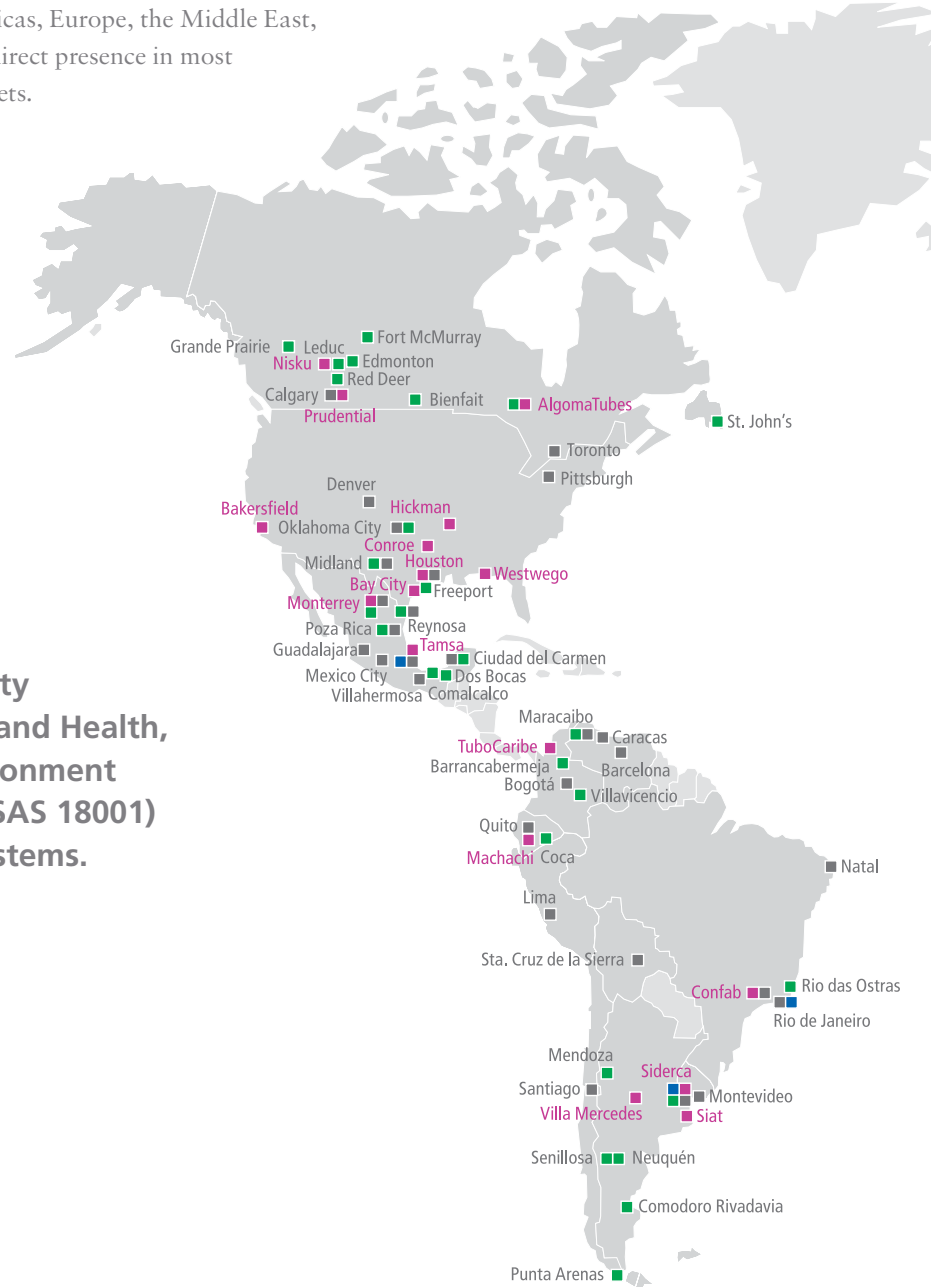 icas, Europe, the Middle East,
lirect presence in most
ets.
Fort McMurray
Grande Prairie
Leduc
Nisku
Edmonton
Red Deer
Calgary
Prudential
Bienfait
AlgomaTubes
St. John's
Toronto
Pittsburgh
Denver
Bakersfield
Hickman
Oklahoma City
Conroe
Midland
Houston
Westwego
Bay City
Freeport
Monterrey
Reynosa
Poza Rica
Tamsa
Guadalajara
Ciudad del Carmen
Mexico City
Dos Bocas
Villahermosa
Comalcalco
ty
and Health,
onment
SAS 18001)
stems.
Maracaibo
Caracas
TuboCaribe
Barrancabermeja
Barcelona
Bogotá
Villavicencio
Quito
Machachi
Coca
Natal
Lima
Sta. Cruz de la Sierra
Confab
Rio das Ostras
Rio de Janeiro
Mendoza
Siderca
Santiago
Montevideo
Villa Mercedes
Siat
Senillosa
Neuquén
Comodoro Rivadavia
Punta Arenas